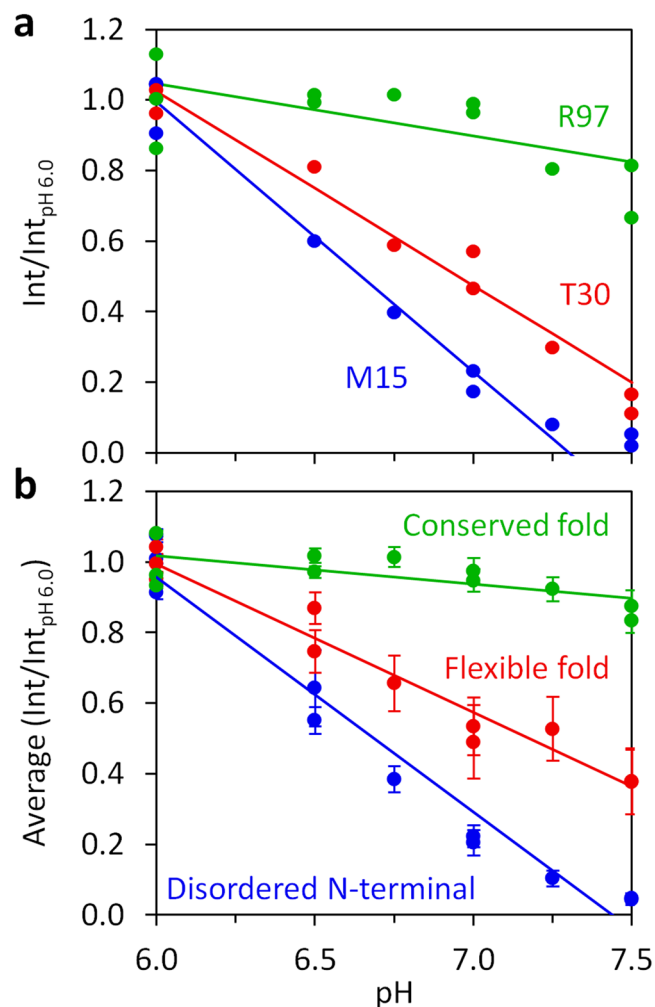 a
1.2
1.0
0.8
0.6
0.4
0.2
0.0
Int/Int pH 6.0
R97
T30
M15
b
1.2
1.0
0.8
0.6
0.4
0.2
0.0
Average (Int/Int pH 6.0)
Conserved fold
Flexible fold
Disordered N-terminal
6.0 6.5 7.0 7.5
pH